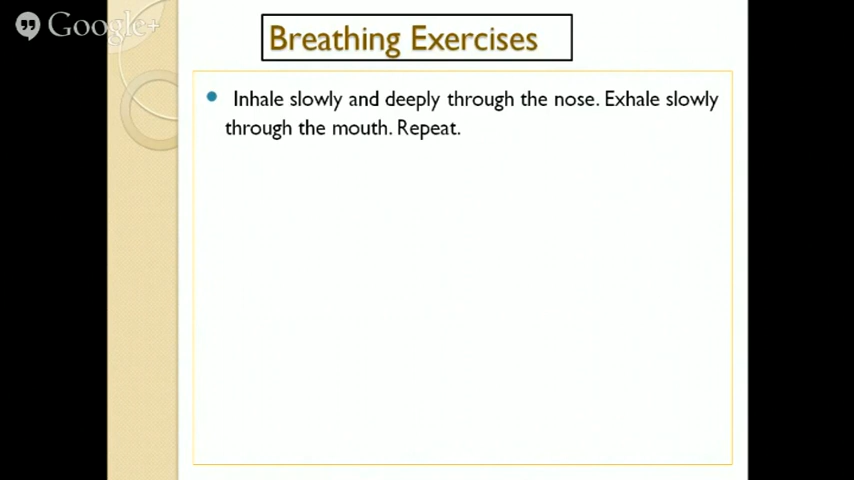 Google+
Breathing Exercises
Inhale slowly and deeply through the nose. Exhale slowly
through the mouth. Repeat.